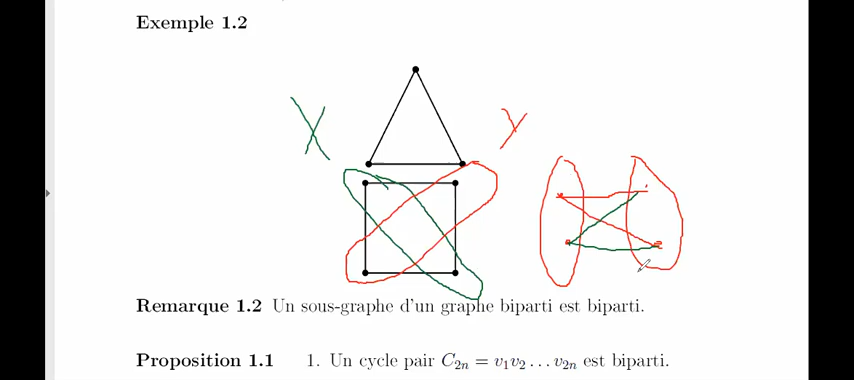 Exemple 1.2
X
Y
Remarque 1.2 Un sous-graphe d'un graphe biparti est biparti.
Proposition 1.1 1. Un cycle pair C₂ₙ = v₁v₂ . . . v₂ₙ est biparti.